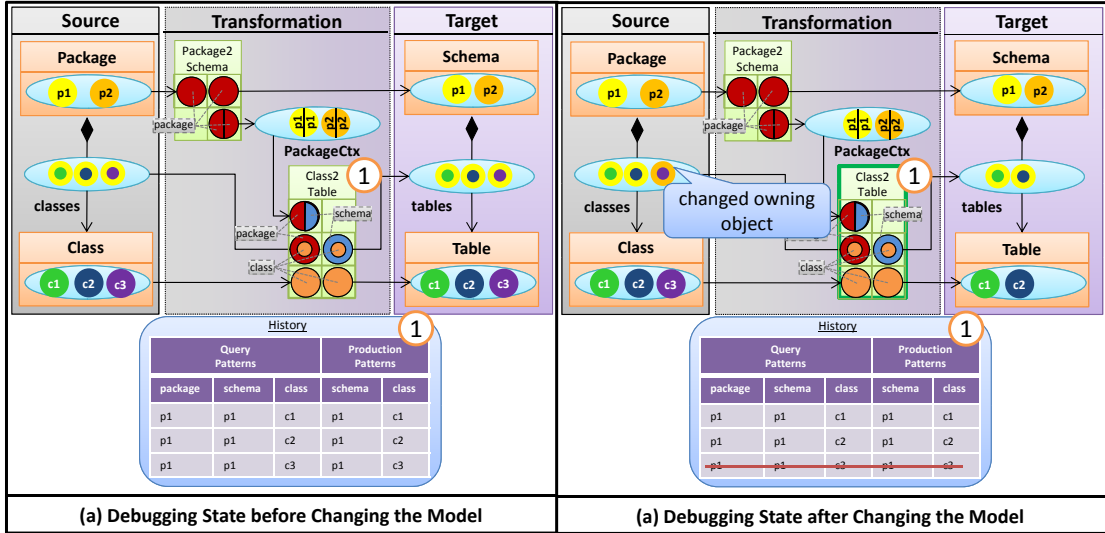 Source
Transformation
Target
Package
p1
p2
Package2
Schema
Schema
p1
p2
package
p1
p1
p2
p2
PackageCtx
classes
Class2
Table
1
schema
package
class
tables
Class
c1
c2
c3
Table
c1
c2
c3
History
1
Query
Patterns
Production
Patterns
package schema class schema class
p1 p1 c1 p1 c1
p1 p1 c2 p1 c2
p1 p1 c3 p1 c3
(a) Debugging State before Changing the Model
Source
Transformation
Target
Package
p1
p2
Package2
Schema
Schema
p1
p2
package
p1
p1
p2
p2
PackageCtx
classes
changed owning
object
Class2
Table
1
schema
package
class
tables
Class
c1
c2
c3
Table
c1
c2
History
1
Query
Patterns
Production
Patterns
package schema class schema class
p1 p1 c1 p1 c1
p1 p1 c2 p1 c2
p1 p1 c3 p1 c3
(a) Debugging State after Changing the Model